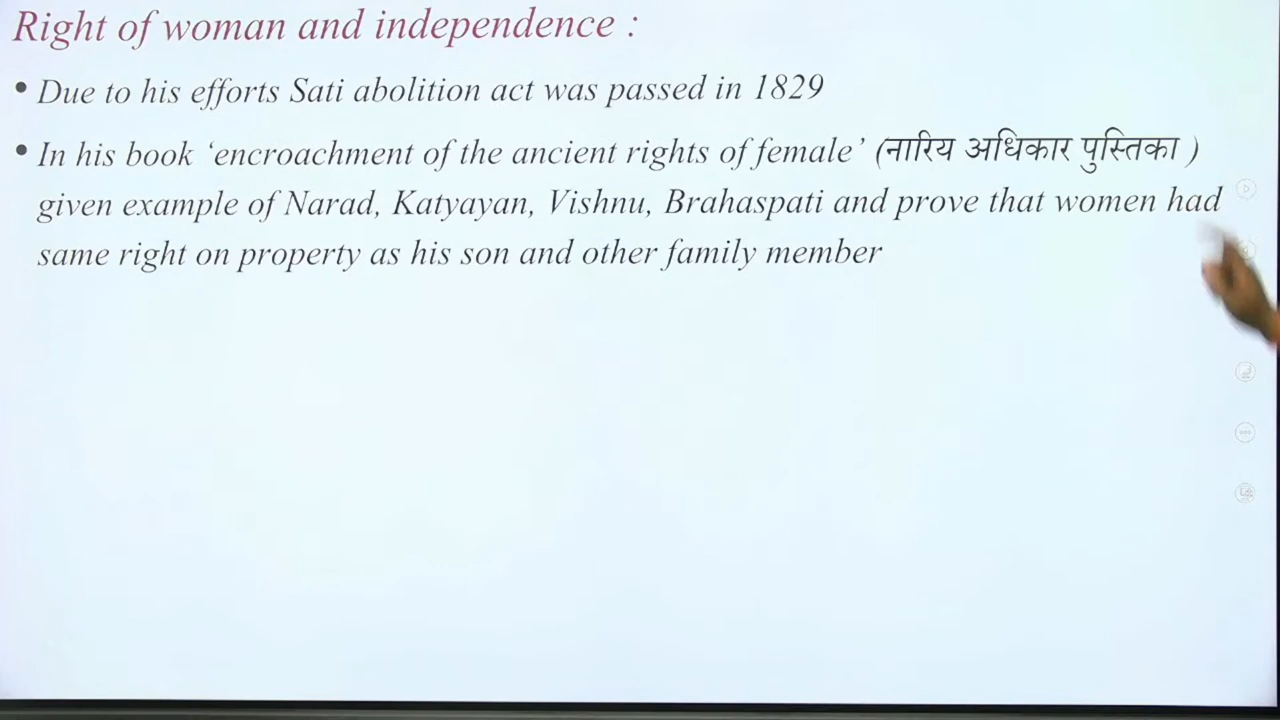 Right of woman and independence :
• Due to his efforts Sati abolition act was passed in 1829
• In his book ‘encroachment of the ancient rights of female’ (नारिय अधिकार पुस्तिका )
given example of Narad, Katyayan, Vishnu, Brahaspati and prove that women had
same right on property as his son and other family member